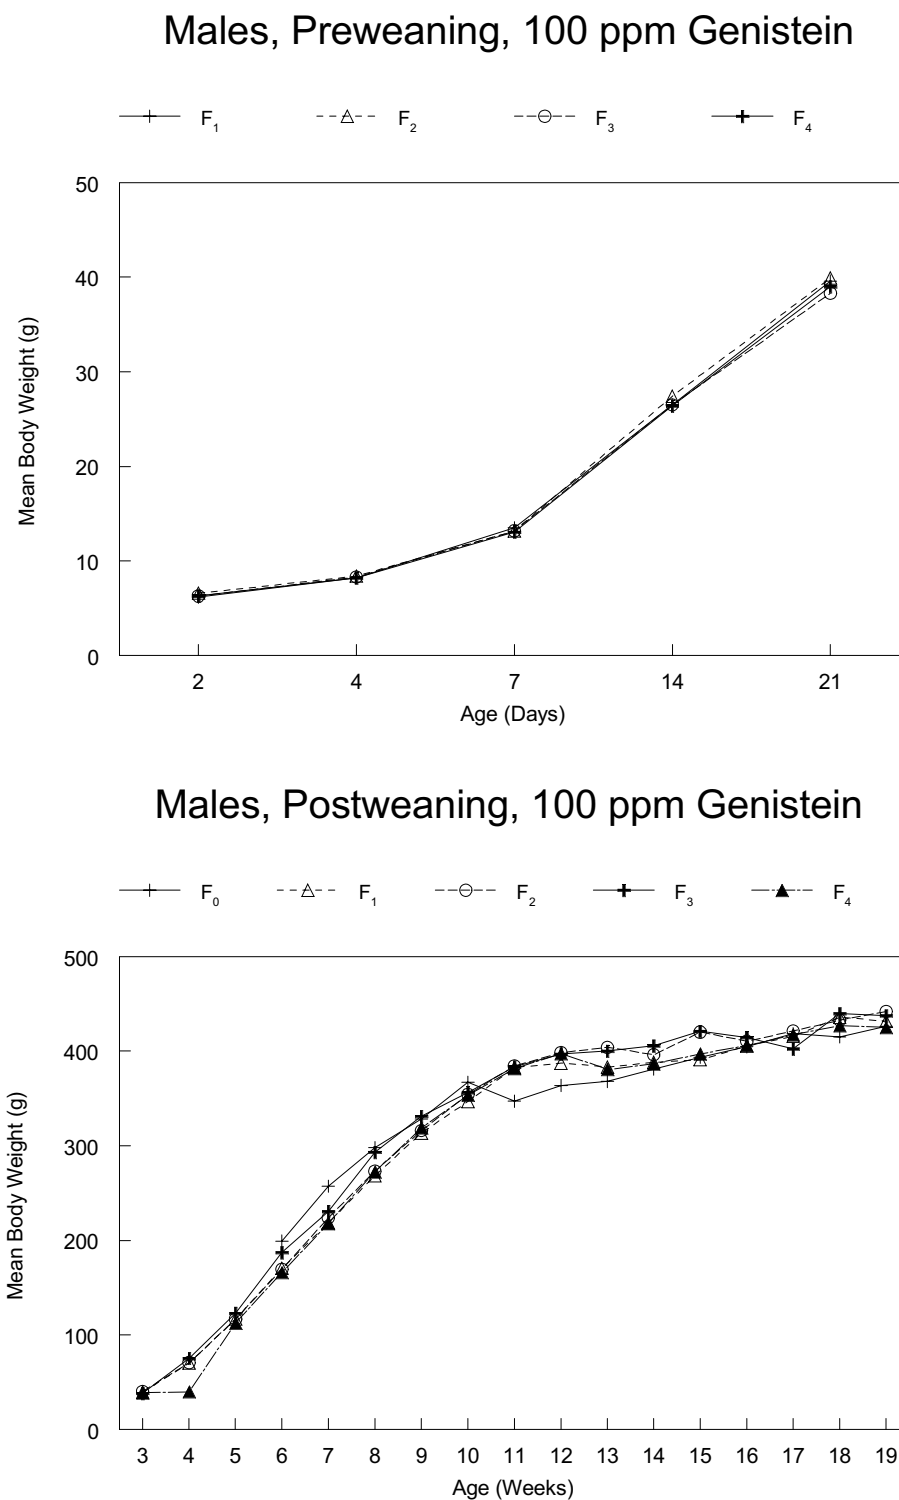 Males, Preweaning, 100 ppm Genistein
F1 F2 F3 F4
50
40
30
20
10
0
Mean Body Weight (g)
2 4 7 14 21
Age (Days)
Males, Postweaning, 100 ppm Genistein
F0 F1 F2 F3 F4
500
400
300
200
100
0
Mean Body Weight (g)
3 4 5 6 7 8 9 10 11 12 13 14 15 16 17 18 19
Age (Weeks)